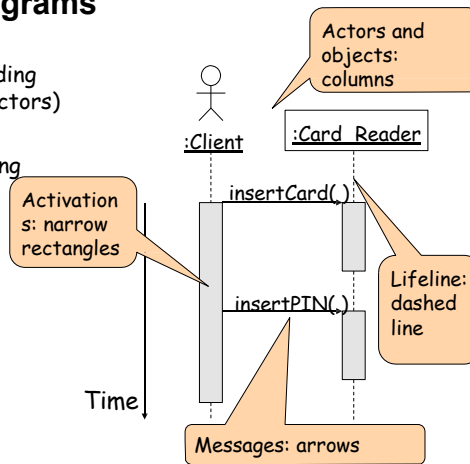 grams
ding
ctors)
ng
Actors and
objects:
columns
:Client
:Card Reader
Activation
s: narrow
rectangles
insertCard( )
Lifeline:
dashed
line
insertPIN( )
Time
Messages: arrows